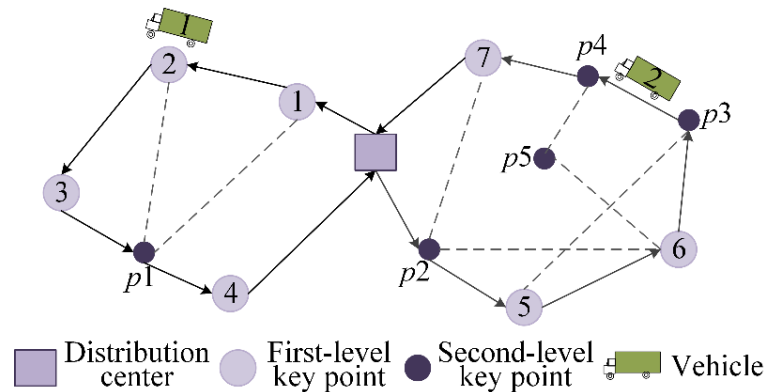 1
2
7
p4
2
1
p3
p5
3
6
p2
p1
4
5
Distribution center
First-level key point
Second-level key point
Vehicle